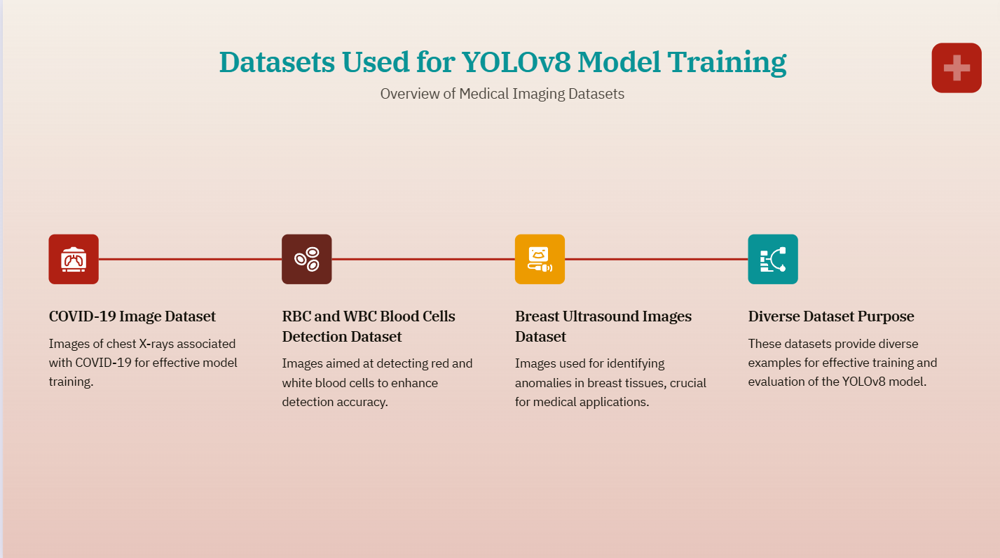 Datasets Used for YOLOv8 Model Training
Overview of Medical Imaging Datasets
COVID-19 Image Dataset
Images of chest X-rays associated
with COVID-19 for effective model
training.
RBC and WBC Blood Cells
Detection Dataset
Images aimed at detecting red and
white blood cells to enhance
detection accuracy.
Breast Ultrasound Images
Dataset
Images used for identifying
anomalies in breast tissues, crucial
for medical applications.
Diverse Dataset Purpose
These datasets provide diverse
examples for effective training and
evaluation of the YOLOv8 model.